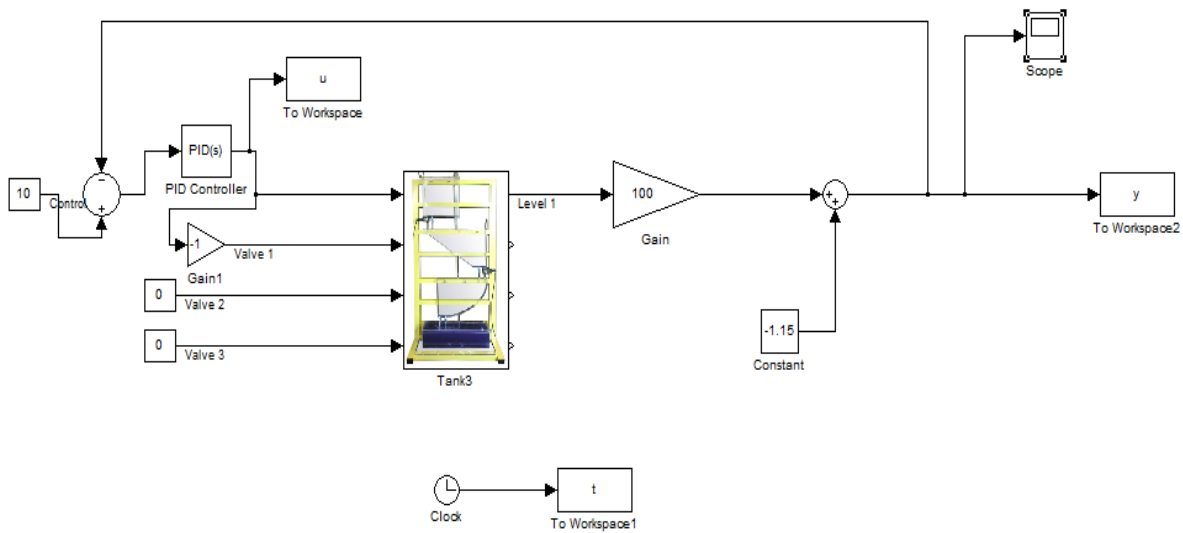 Scope
u
To Workspace
PID(s)
PID Controller
10
Control
-1
Gain1
Valve 1
0
Valve 2
0
Valve 3
Tank3
Level 1
100
Gain
-1.15
Constant
y
To Workspace2
Clock
t
To Workspace1